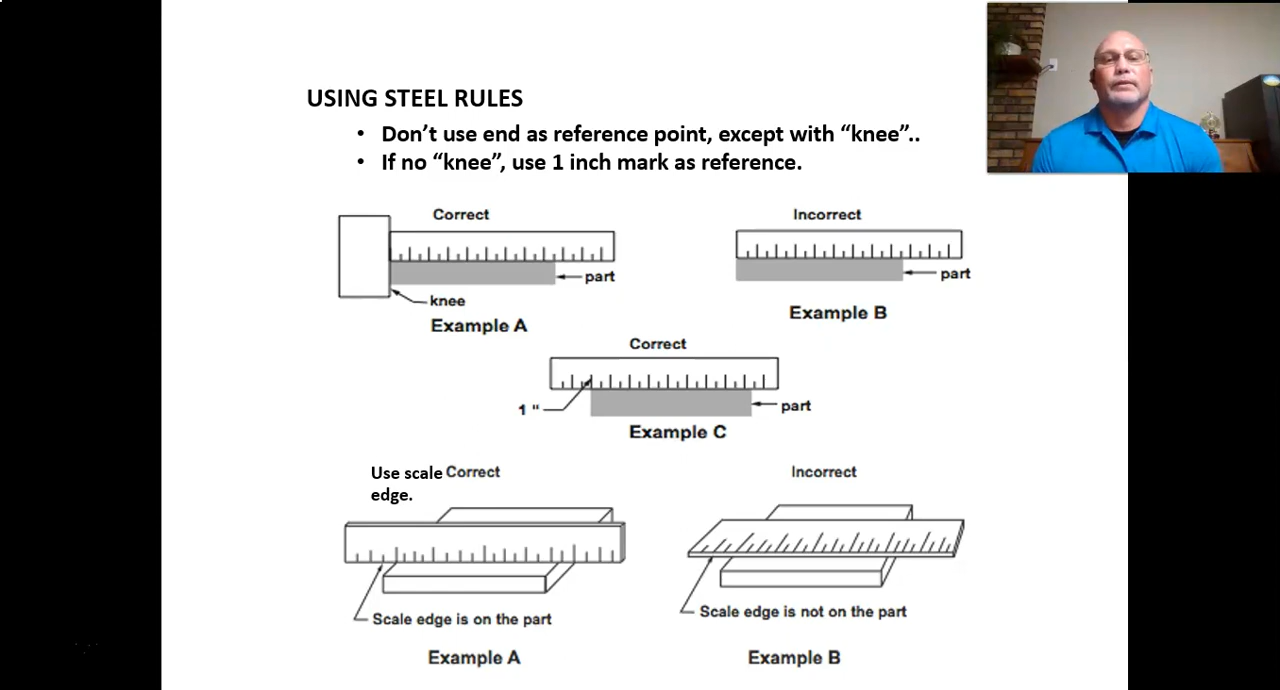 USING STEEL RULES
• Don’t use end as reference point, except with “knee”..
• If no “knee”, use 1 inch mark as reference.
Correct
part
knee
Example A
Incorrect
part
Example B
Correct
1 "
part
Example C
Use scale
edge.
Correct
Scale edge is on the part
Example A
Incorrect
Scale edge is not on the part
Example B